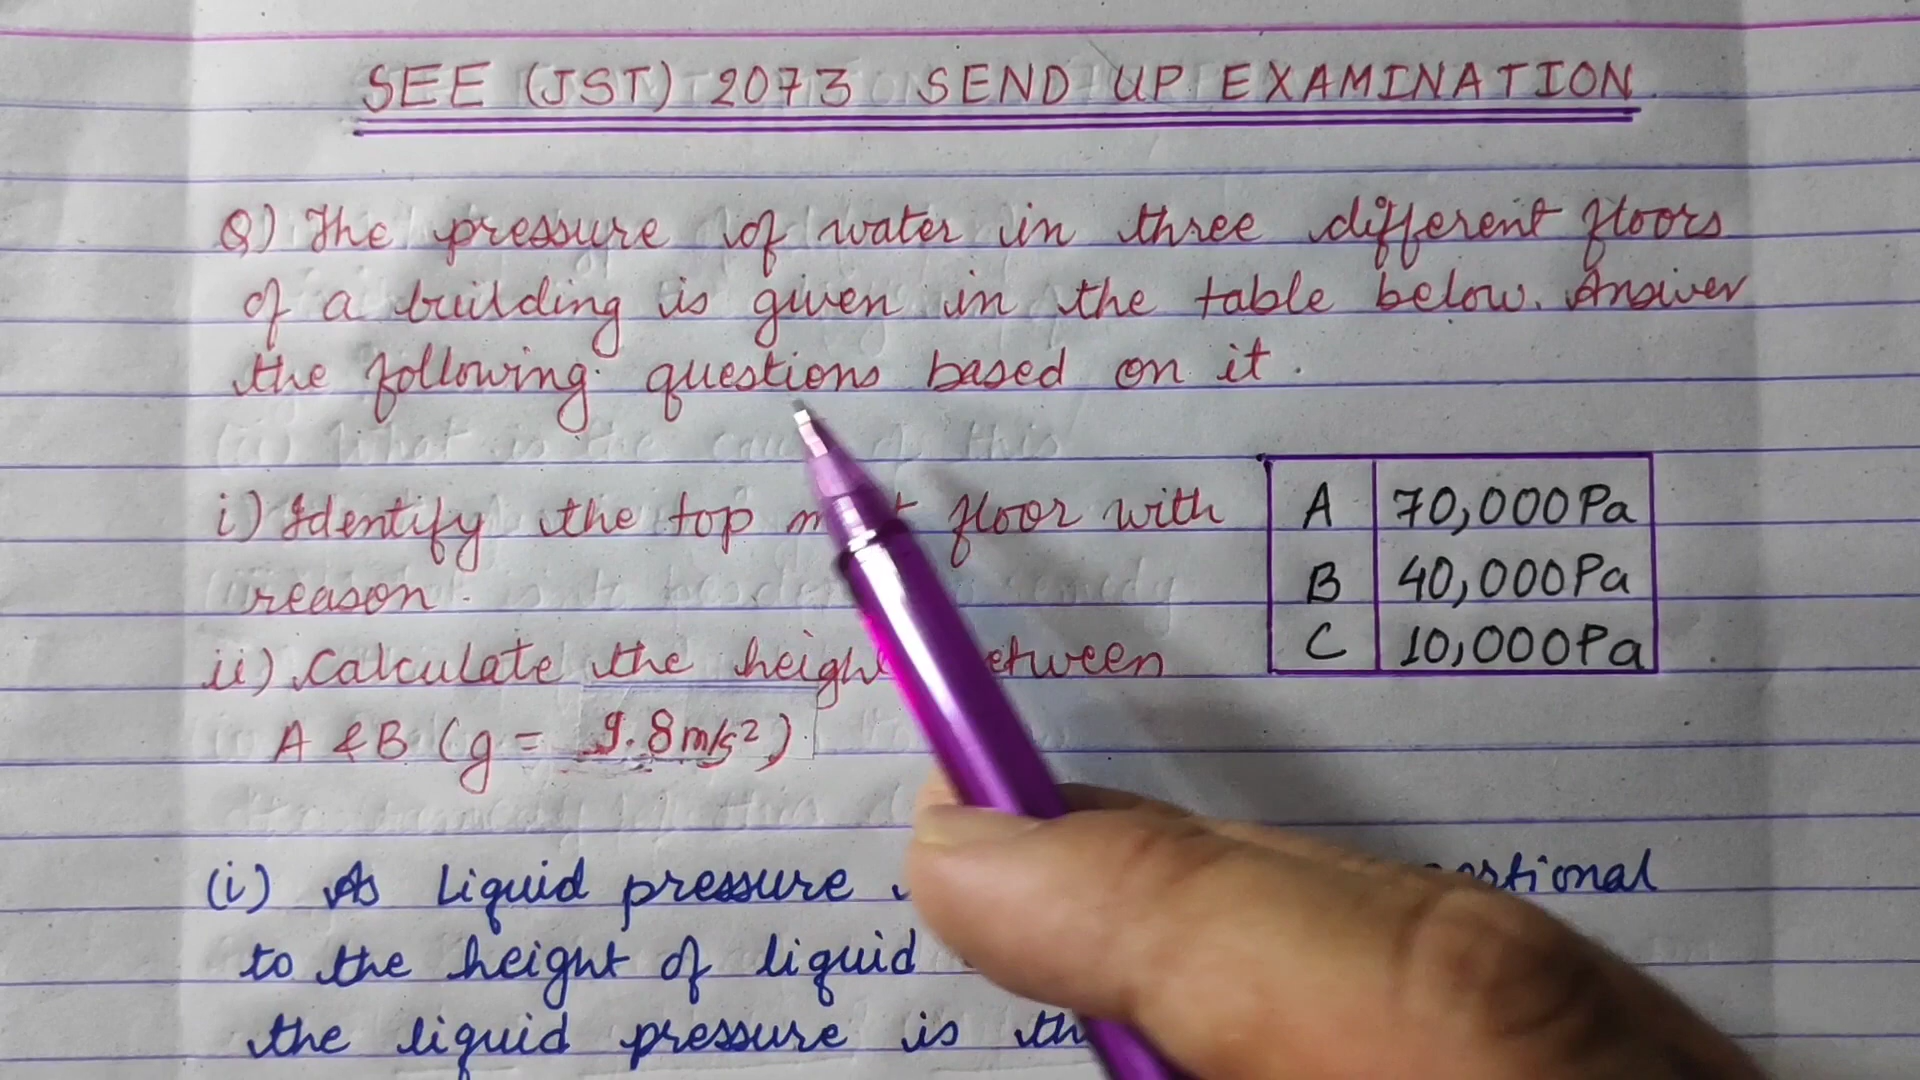 SEE (JST) 2073 SEND UP EXAMINATION
Q) The pressure of water in three different floors
of a building is given in the table below. Answer
the following questions based on it.
i) Identify the top floor with
reason.
ii) Calculate the
A & B (g = 9.8m/s²)
A 70,000Pa
B 40,000Pa
C 10,000Pa
(i) As liquid pressure
to the height of liquid
the liquid pressure is